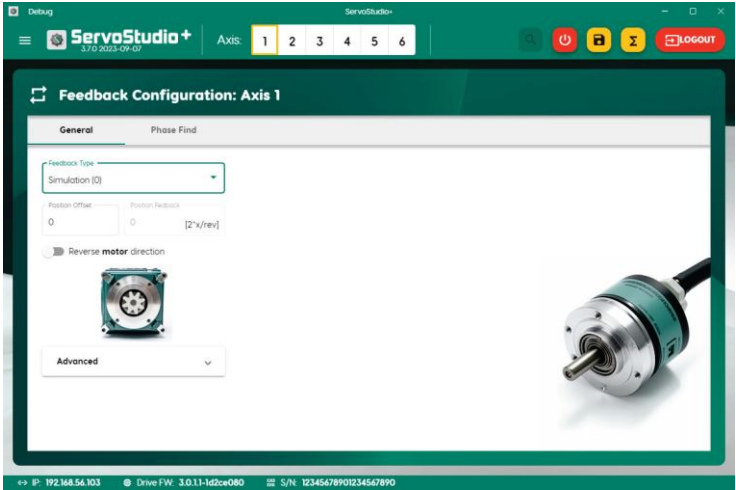 Debug
ServoStudio+
ServoStudio+
3.7.0 2023-09-07
Axis: 1 2 3 4 5 6
Σ
LOGOUT
Feedback Configuration: Axis 1
General Phase Find
Feedback Type
Simulation (0)
Position Offset Position Feedback
0 0 [2^x/rev]
Reverse motor direction
Advanced
IP: 192.168.56.103 Drive FW: 3.0.1.1-1d2ce080 S/N: 12345678901234567890